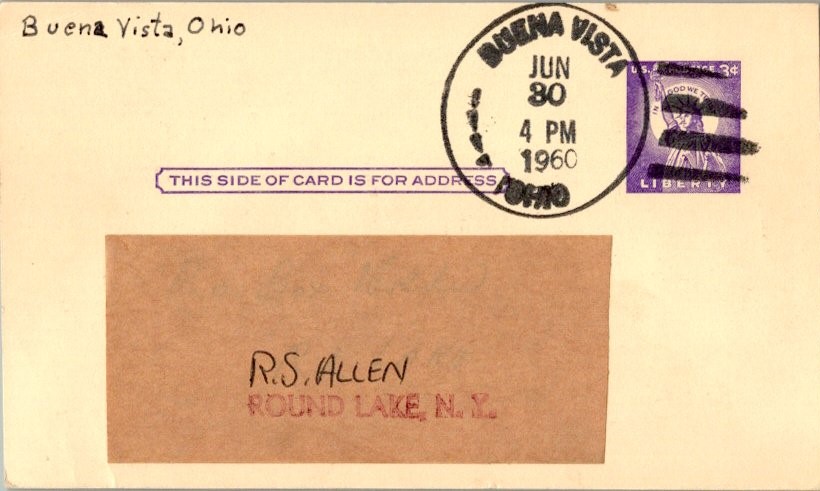 Buena Vista, Ohio
BUENA VISTA
JUN
30
4 PM
1960
OHIO
U.S. POSTAGE 3¢
IN GOD WE TRUST
LIBERTY
THIS SIDE OF CARD IS FOR ADDRESS
R.S. ALLEN
ROUND LAKE, N. Y.